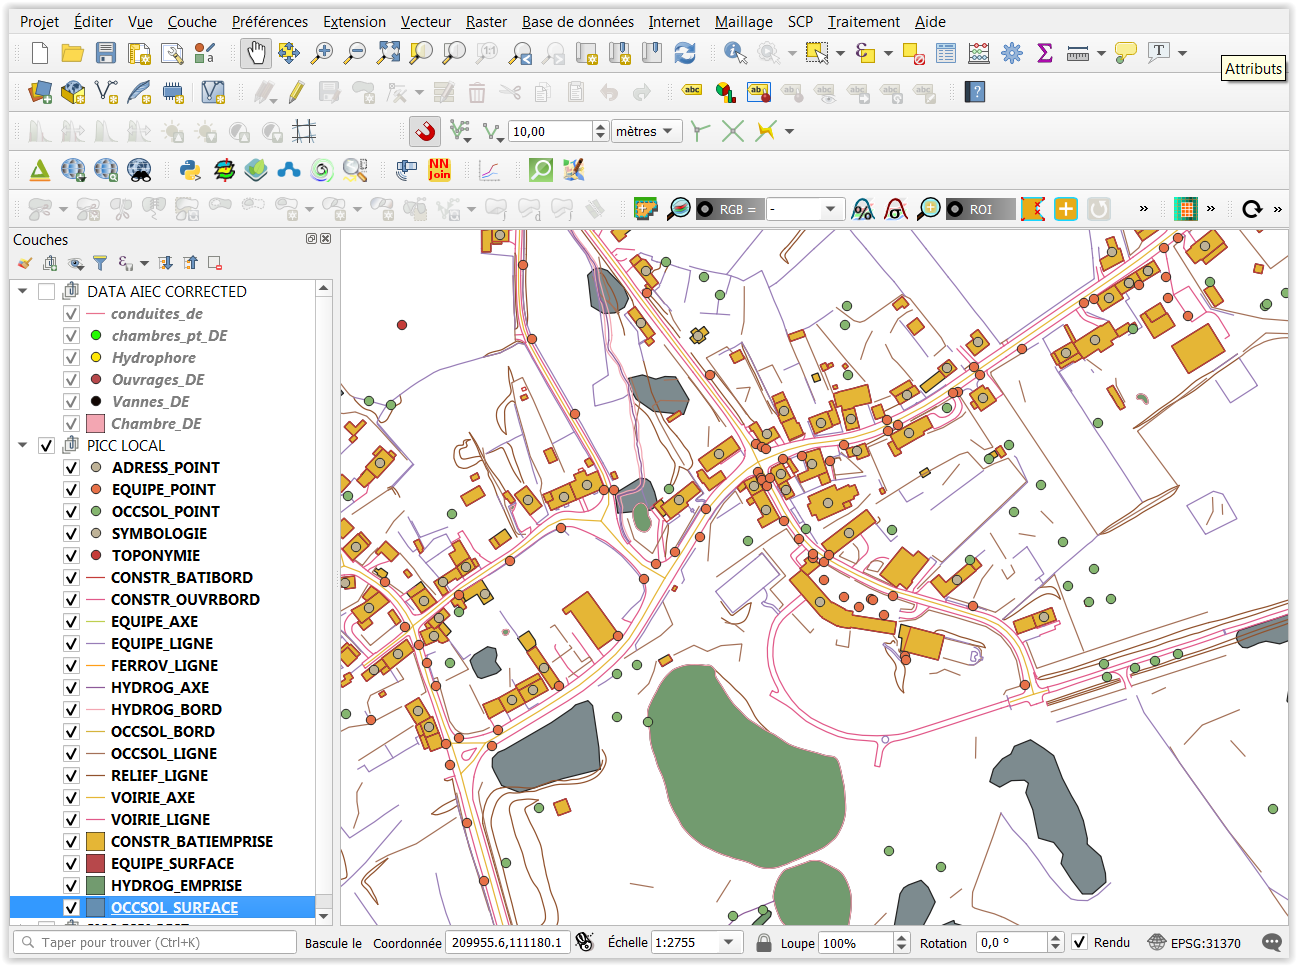 Projet Éditer Vue Couche Préférences Extension Vecteur Raster Base de données Internet Maillage SCP Traitement Aide
Attributs
10,00 mètres
NN Join
RGB = - ROI
Couches
DATA AIEC CORRECTED
conduites_de
chambres_pt_DE
Hydrophore
Ouvrages_DE
Vannes_DE
Chambre_DE
PICC LOCAL
ADRESS_POINT
EQUIPE_POINT
OCCSOL_POINT
SYMBOLOGIE
TOPONYMIE
CONSTR_BATIBORD
CONSTR_OUVRBORD
EQUIPE_AXE
EQUIPE_LIGNE
FERROV_LIGNE
HYDROG_AXE
HYDROG_BORD
OCCSOL_BORD
OCCSOL_LIGNE
RELIEF_LIGNE
VOIRIE_AXE
VOIRIE_LIGNE
CONSTR_BATIEMPRISE
EQUIPE_SURFACE
HYDROG_EMPRISE
OCCSOL_SURFACE
Taper pour trouver (Ctrl+K) Bascule le Coordonnée 209955.6,111180.1 Échelle 1:2755 Loupe 100% Rotation 0,0 ° Rendu EPSG:31370